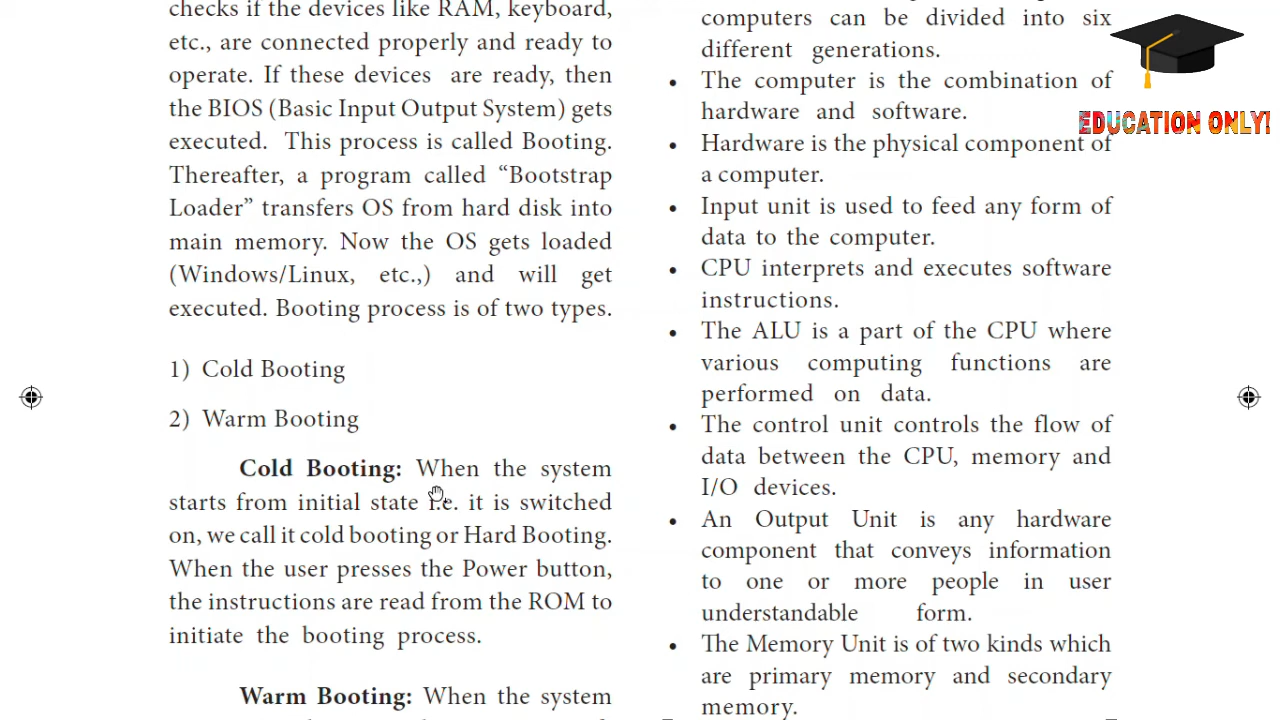 checks if the devices like RAM, keyboard,
etc., are connected properly and ready to
operate. If these devices are ready, then
the BIOS (Basic Input Output System) gets
executed. This process is called Booting.
Thereafter, a program called “Bootstrap
Loader” transfers OS from hard disk into
main memory. Now the OS gets loaded
(Windows/Linux, etc.,) and will get
executed. Booting process is of two types.
1) Cold Booting
2) Warm Booting
Cold Booting: When the system
starts from initial state i.e. it is switched
on, we call it cold booting or Hard Booting.
When the user presses the Power button,
the instructions are read from the ROM to
initiate the booting process.
Warm Booting: When the system
computers can be divided into six
different generations.
• The computer is the combination of
hardware and software.
• Hardware is the physical component of
a computer.
• Input unit is used to feed any form of
data to the computer.
• CPU interprets and executes software
instructions.
• The ALU is a part of the CPU where
various computing functions are
performed on data.
• The control unit controls the flow of
data between the CPU, memory and
I/O devices.
• An Output Unit is any hardware
component that conveys information
to one or more people in user
understandable form.
• The Memory Unit is of two kinds which
are primary memory and secondary
memory.
EDUCATION ONLY!